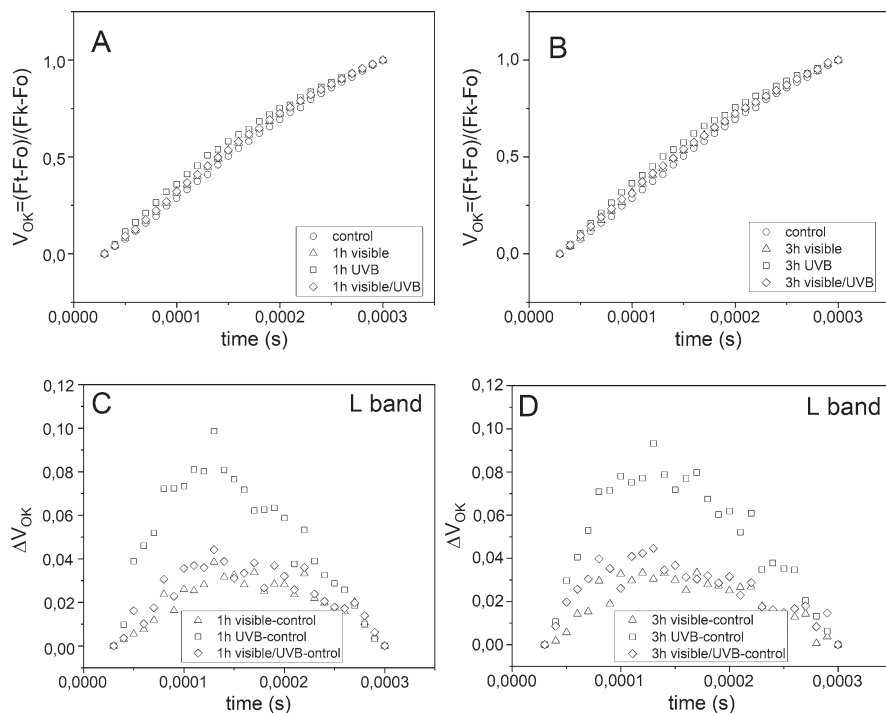 A
V_OK=(Ft-Fo)/(Fk-Fo)
1,0
0,5
0,0
control
1h visible
1h UVB
1h visible/UVB
0,0000 0,0001 0,0002 0,0003
time (s)
B
V_OK=(Ft-Fo)/(Fk-Fo)
1,0
0,5
0,0
control
3h visible
3h UVB
3h visible/UVB
0,0000 0,0001 0,0002 0,0003
time (s)
C
L band
ΔV_OK
0,12
0,10
0,08
0,06
0,04
0,02
0,00
1h visible-control
1h UVB-control
1h visible/UVB-ontrol
0,0000 0,0001 0,0002 0,0003
time (s)
D
L band
ΔV_OK
0,12
0,10
0,08
0,06
0,04
0,02
0,00
3h visible-control
3h UVB-control
3h visible/UVB-control
0,0000 0,0001 0,0002 0,0003
time (s)